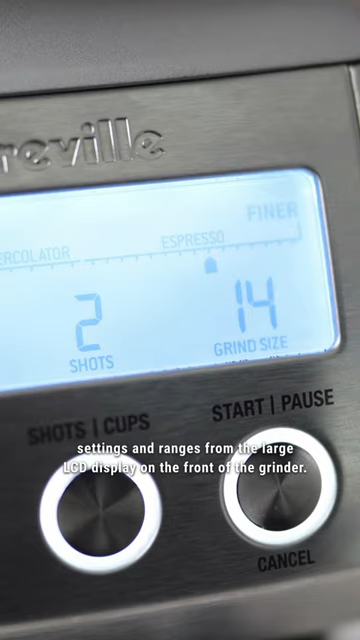 reville
FINER
ERCOLATOR ESPRESSO
2 14
SHOTS GRIND SIZE
SHOTS | CUPS START | PAUSE
settings and ranges from the large
LCD display on the front of the grinder.
CANCEL